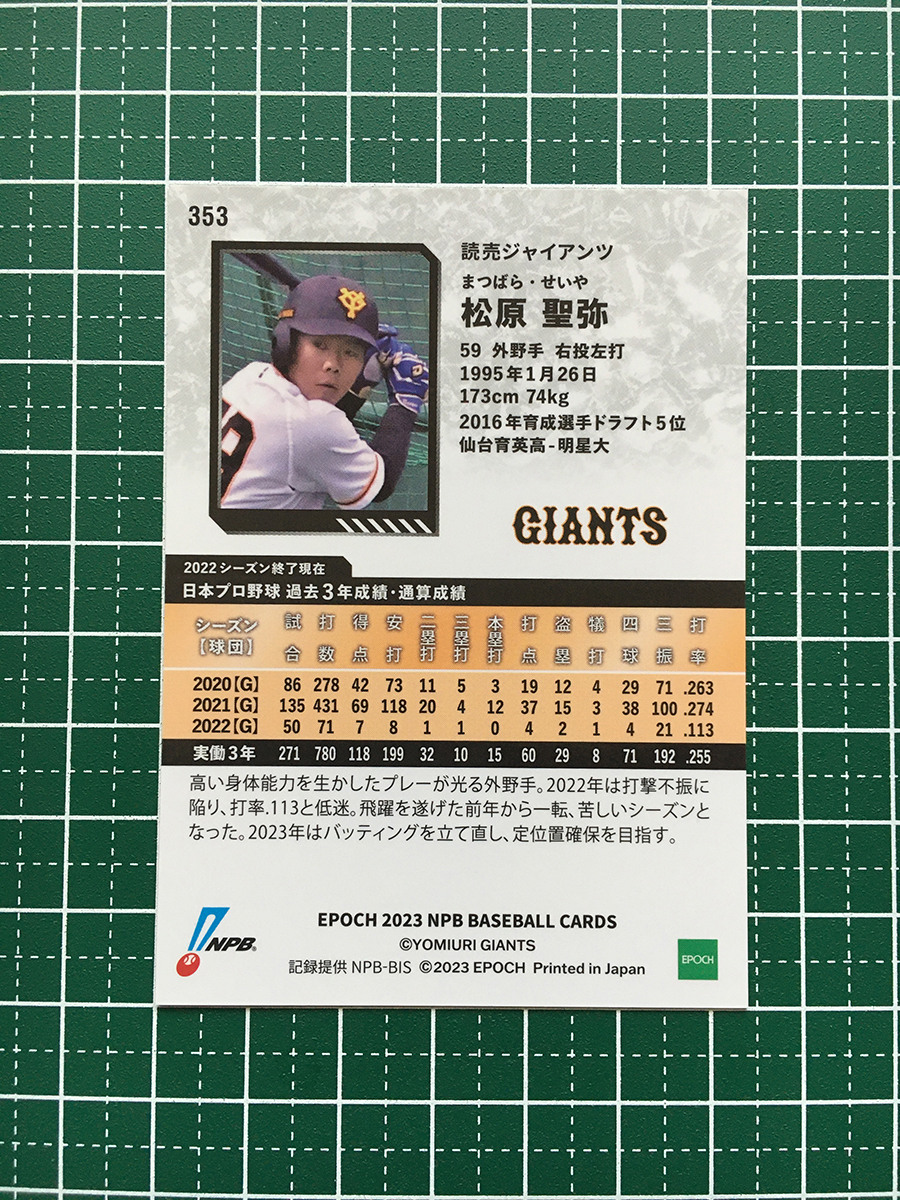 353
読売ジャイアンツ
まつばら・せいや
松原 聖弥
59 外野手 右投左打
1995年1月26日
173cm 74kg
2016年育成選手ドラフト5位
仙台育英高-明星大
GIANTS
2022シーズン終了現在
日本プロ野球 過去3年成績・通算成績
シーズン【球団】 試合 打数 得点 安打 二塁打 三塁打 本塁打 打点 盗塁 犠打 四球 三振 打率
2020【G】 86 278 42 73 11 5 3 19 12 4 29 71 .263
2021【G】 135 431 69 118 20 4 12 37 15 3 38 100 .274
2022【G】 50 71 7 8 1 1 0 4 2 1 4 21 .113
実働3年 271 780 118 199 32 10 15 60 29 8 71 192 .255
高い身体能力を生かしたプレーが光る外野手。2022年は打撃不振に
陥り、打率.113と低迷。飛躍を遂げた前年から一転、苦しいシーズンと
なった。2023年はバッティングを立て直し、定位置確保を目指す。
NPB®
EPOCH 2023 NPB BASEBALL CARDS
©YOMIURI GIANTS
記録提供 NPB-BIS ©2023 EPOCH Printed in Japan
EPOCH